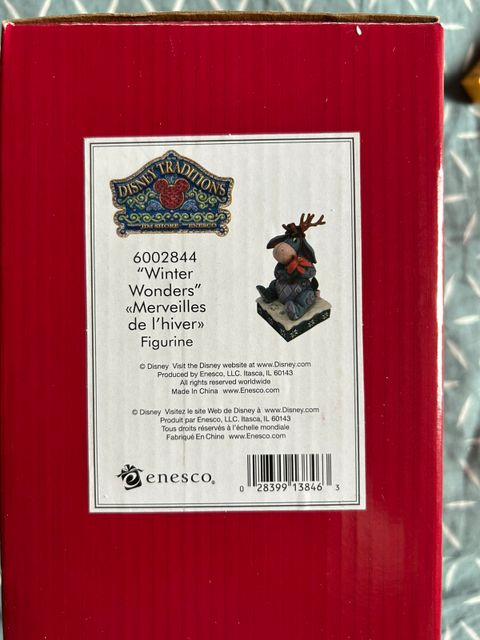 DISNEY TRADITIONS
JIM SHORE ENESCO
6002844
“Winter
Wonders”
«Merveilles
de l’hiver»
Figurine
© Disney Visit the Disney website at www.Disney.com
Produced by Enesco, LLC. Itasca, IL 60143
All rights reserved worldwide
Made In China www.Enesco.com
© Disney Visitez le site Web de Disney à www.Disney.com
Produit par Enesco, LLC. Itasca, IL 60143
Tous droits réservés à l’échelle mondiale
Fabriqué En Chine www.Enesco.com
enesco®
0 28399 13846 3